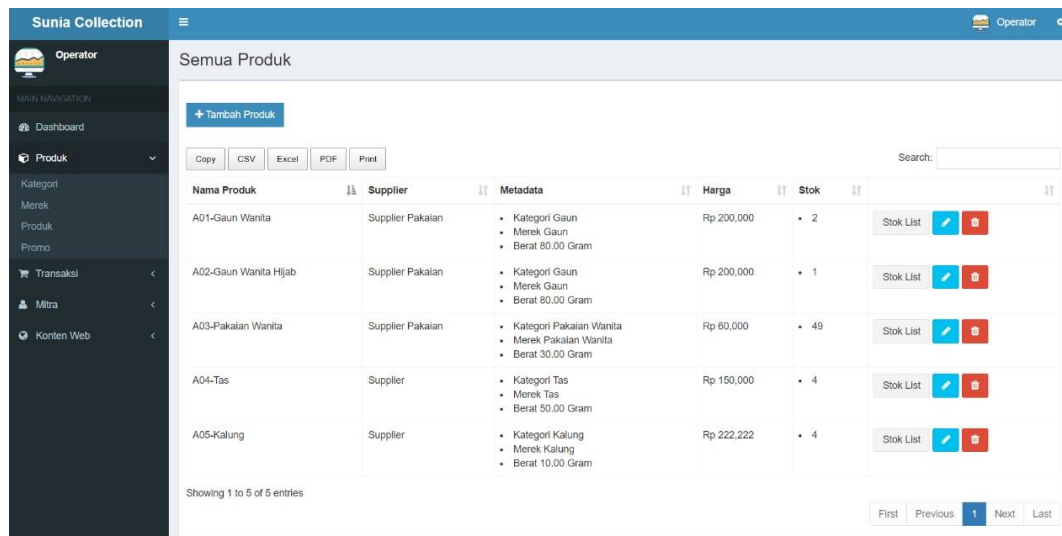 Sunia Collection
Operator
Operator
MAIN NAVIGATION
Dashboard
Produk
Kategori
Merek
Produk
Promo
Transaksi
Mitra
Konten Web
Semua Produk
+ Tambah Produk
Copy CSV Excel PDF Print Search:
Nama Produk Supplier Metadata Harga Stok
A01-Gaun Wanita Supplier Pakaian • Kategori Gaun Rp 200,000 • 2 Stok List
• Merek Gaun
• Berat 80.00 Gram
A02-Gaun Wanita Hijab Supplier Pakaian • Kategori Gaun Rp 200,000 • 1 Stok List
• Merek Gaun
• Berat 80.00 Gram
A03-Pakaian Wanita Supplier Pakaian • Kategori Pakaian Wanita Rp 60,000 • 49 Stok List
• Merek Pakaian Wanita
• Berat 30.00 Gram
A04-Tas Supplier • Kategori Tas Rp 150,000 • 4 Stok List
• Merek Tas
• Berat 50.00 Gram
A05-Kalung Supplier • Kategori Kalung Rp 222,222 • 4 Stok List
• Merek Kalung
• Berat 10.00 Gram
Showing 1 to 5 of 5 entries
First Previous 1 Next Last